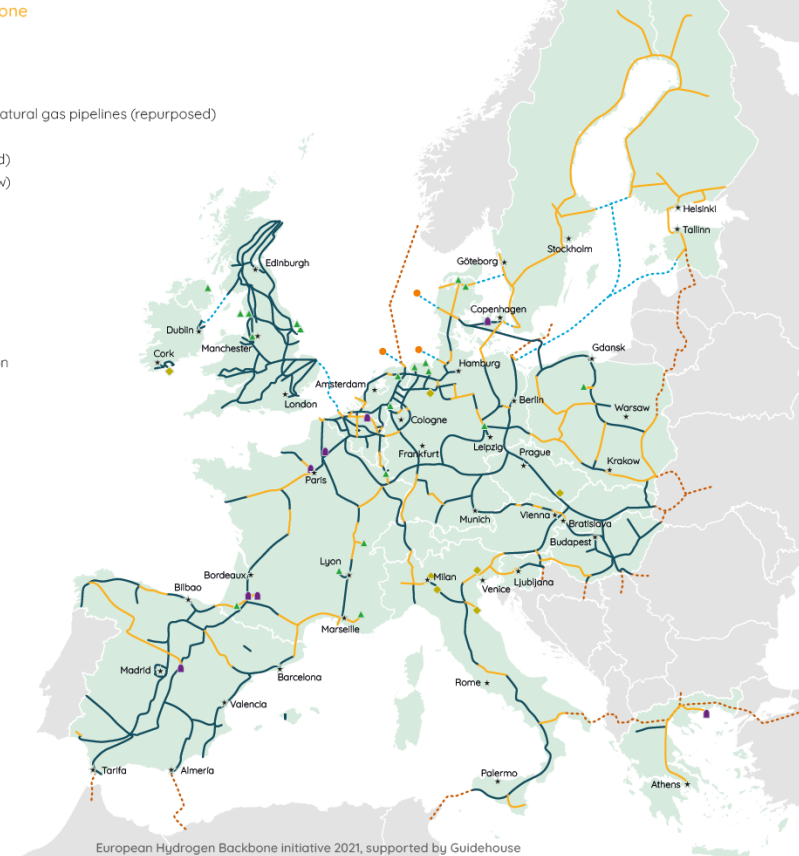 one
atural gas pipelines (repurposed)
d)
w)
Helsinki
Tallinn
Stockholm
Göteborg
Edinburgh
Copenhagen
Dublin
Manchester
Cork
on
Gdansk
Hamburg
Amsterdam
Berlin
London
Warsaw
Cologne
Leipzig
Frankfurt
Prague
Krakow
Paris
Munich
Vienna
Bratislava
Budapest
Lyon
Bordeaux
Milan
Ljubljana
Venice
Bilbao
Marseille
Madrid
Barcelona
Rome
Valencia
Tarifa
Almería
Palermo
Athens
European Hydrogen Backbone initiative 2021, supported by Guidehouse